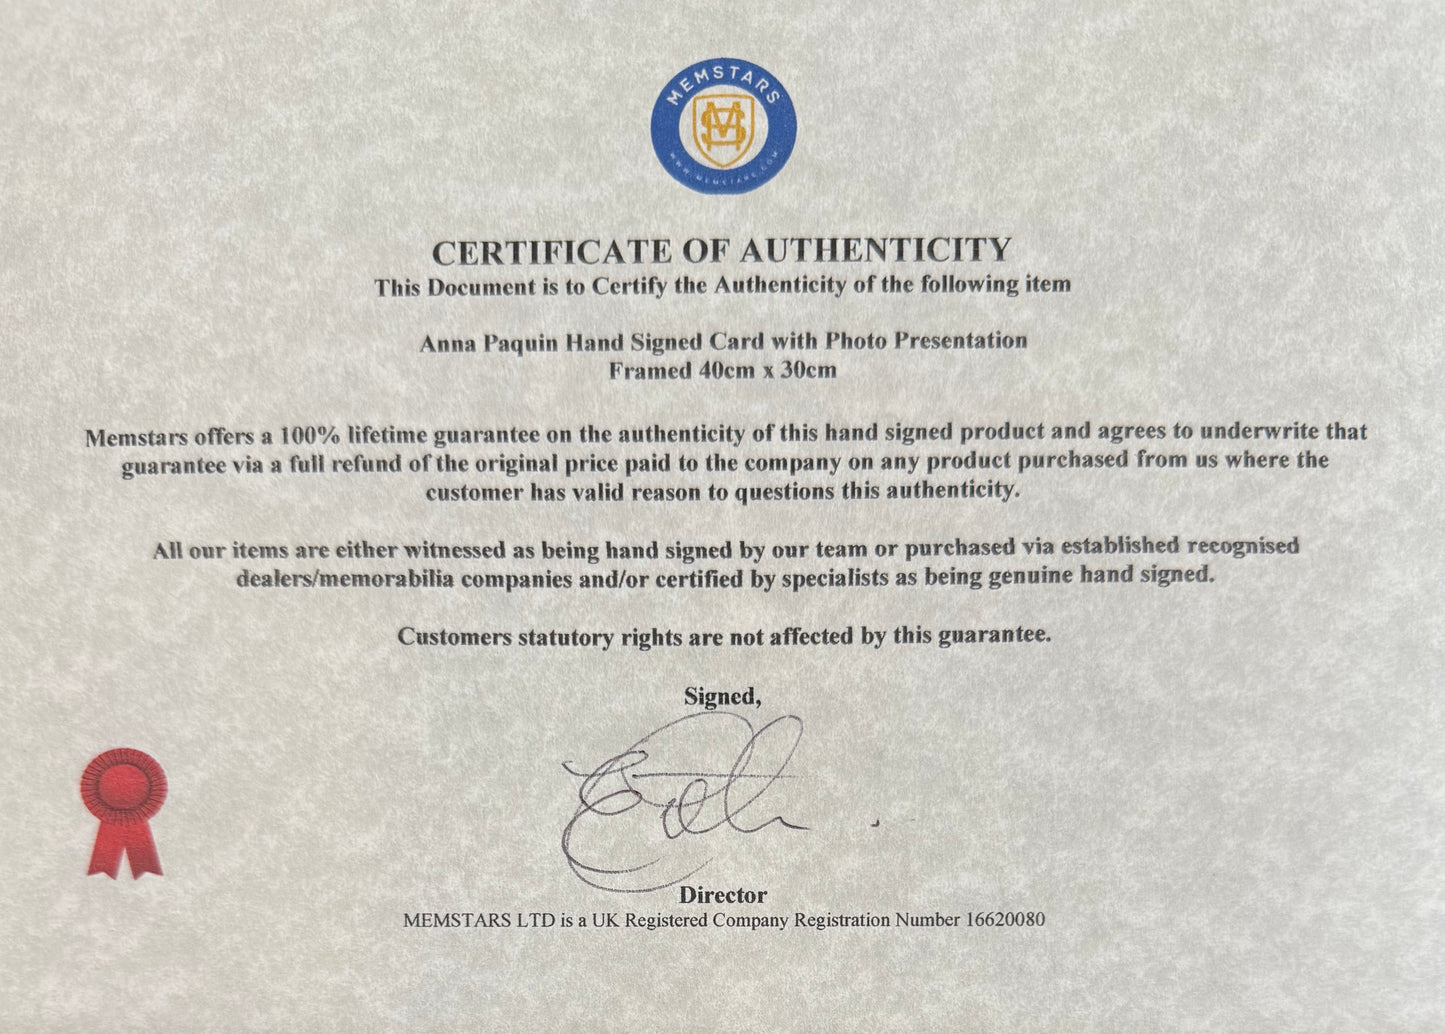 MEMSTARS
MS
WWW.MEMSTARS.COM
CERTIFICATE OF AUTHENTICITY
This Document is to Certify the Authenticity of the following item
Anna Paquin Hand Signed Card with Photo Presentation
Framed 40cm x 30cm
Memstars offers a 100% lifetime guarantee on the authenticity of this hand signed product and agrees to underwrite that
guarantee via a full refund of the original price paid to the company on any product purchased from us where the
customer has valid reason to questions this authenticity.
All our items are either witnessed as being hand signed by our team or purchased via established recognised
dealers/memorabilia companies and/or certified by specialists as being genuine hand signed.
Customers statutory rights are not affected by this guarantee.
Signed,
Director
MEMSTARS LTD is a UK Registered Company Registration Number 16620080